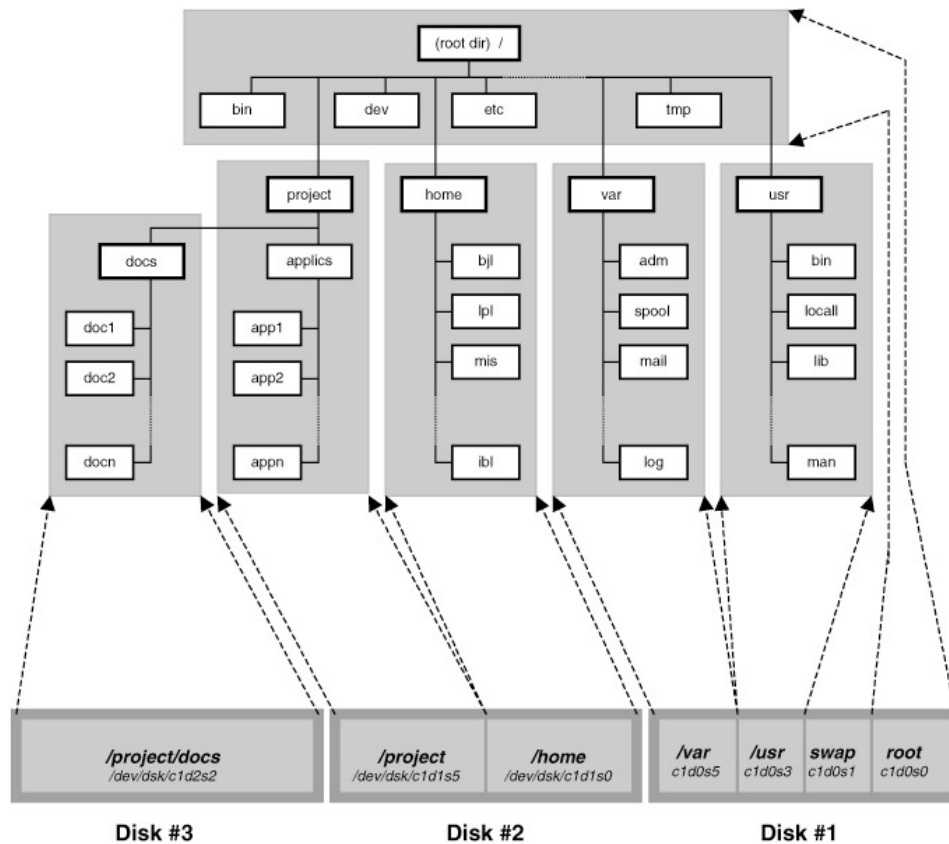 (root dir) /
bin
dev
etc
tmp
project
home
var
usr
docs
applics
bjl
adm
bin
doc1
app1
lpl
spool
locall
doc2
app2
mis
mail
lib
docn
appn
ibl
log
man
/project/docs
/dev/dsk/c1d2s2
/project
/dev/dsk/c1d1s5
/home
/dev/dsk/c1d1s0
/var
c1d0s5
/usr
c1d0s3
swap
c1d0s1
root
c1d0s0
Disk #3
Disk #2
Disk #1